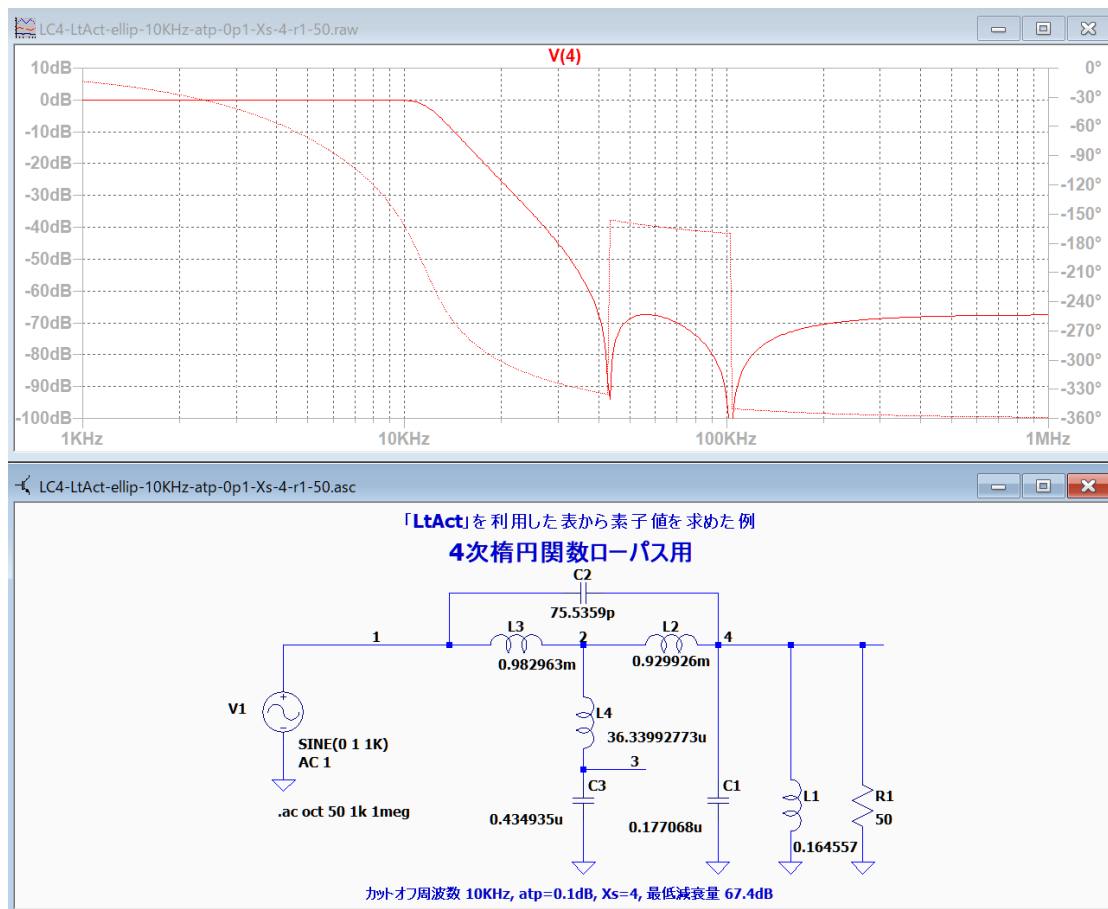 LC4-LtAct-ellip-10KHz-atp-0p1-Xs-4-r1-50.raw
V(4)
10dB
0dB
-10dB
-20dB
-30dB
-40dB
-50dB
-60dB
-70dB
-80dB
-90dB
-100dB
0°
-30°
-60°
-90°
-120°
-150°
-180°
-210°
-240°
-270°
-300°
-330°
-360°
1KHz 10KHz 100KHz 1MHz
LC4-LtAct-ellip-10KHz-atp-0p1-Xs-4-r1-50.asc
「LtAct」を利用した表から素子値を求めた例
4次楕円関数ローパス用
C2
75.5359p
1 L3 2 L2 4
0.982963m 0.929926m
V1
SINE(0 1 1K)
AC 1
L4
36.33992773u
3
C3 C1 L1 R1
0.434935u 0.177068u 0.164557 50
.ac oct 50 1k 1meg
カットオフ周波数 10KHz, atp=0.1dB, Xs=4, 最低減衰量 67.4dB